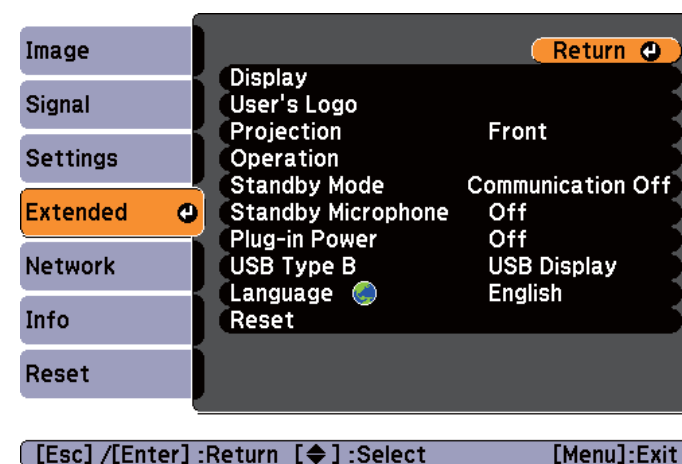 Image
Signal
Settings
Extended
Network
Info
Reset
Return
Display
User's Logo
Projection Front
Operation
Standby Mode Communication Off
Standby Microphone Off
Plug-in Power Off
USB Type B USB Display
Language English
Reset
[Esc] /[Enter] :Return [◆] :Select [Menu]:Exit